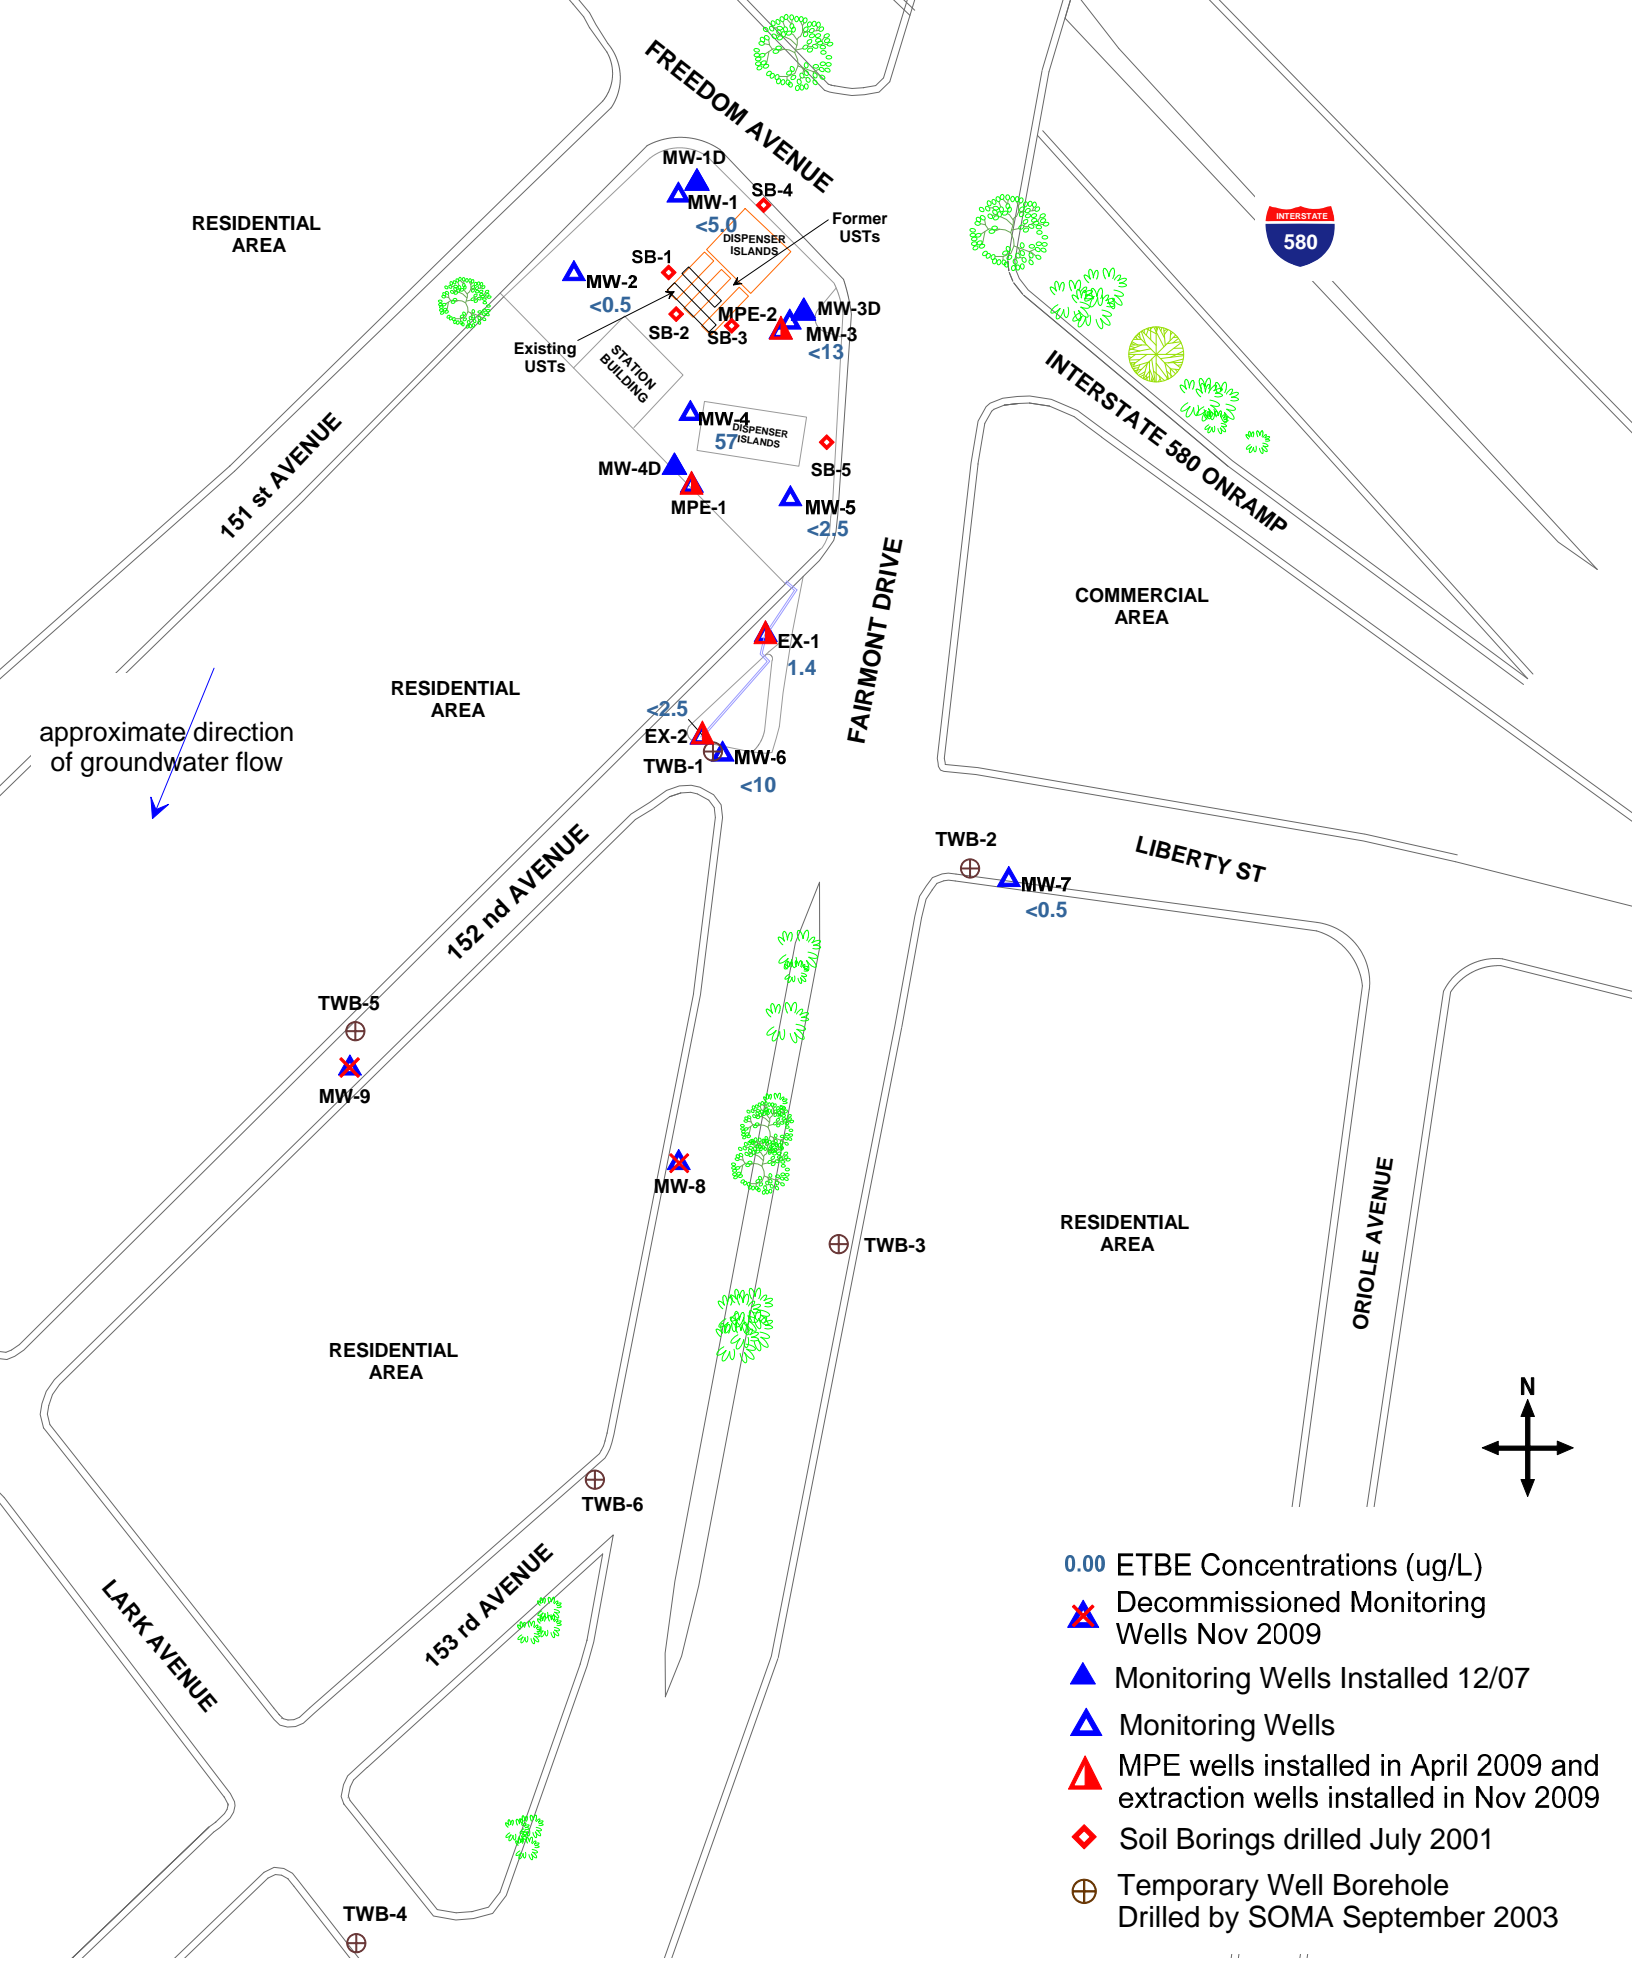 FREEDOM AVENUE
MW-1D
MW-1
<5.0
SB-4
Former
USTs
DISPENSER
ISLANDS
RESIDENTIAL
AREA
INTERSTATE
580
SB-1
MW-2
<0.5
MW-3D
MPE-2
MW-3
<13
SB-2
SB-3
Existing
USTs
STATION
BUILDING
INTERSTATE 580 ONRAMP
MW-4
57
DISPENSER
ISLANDS
SB-5
151 st AVENUE
MW-4D
MPE-1
MW-5
<2.5
FAIRMONT DRIVE
COMMERCIAL
AREA
EX-1
1.4
RESIDENTIAL
AREA
approximate direction
of groundwater flow
<2.5
EX-2
TWB-1
MW-6
<10
152 nd AVENUE
TWB-2
MW-7
<0.5
LIBERTY ST
TWB-5
MW-9
MW-8
TWB-3
RESIDENTIAL
AREA
ORIOLE AVENUE
RESIDENTIAL
AREA
N
TWB-6
153 rd AVENUE
LARK AVENUE
TWB-4
0.00 ETBE Concentrations (ug/L)
Decommissioned Monitoring
Wells Nov 2009
Monitoring Wells Installed 12/07
Monitoring Wells
MPE wells installed in April 2009 and
extraction wells installed in Nov 2009
Soil Borings drilled July 2001
Temporary Well Borehole
Drilled by SOMA September 2003